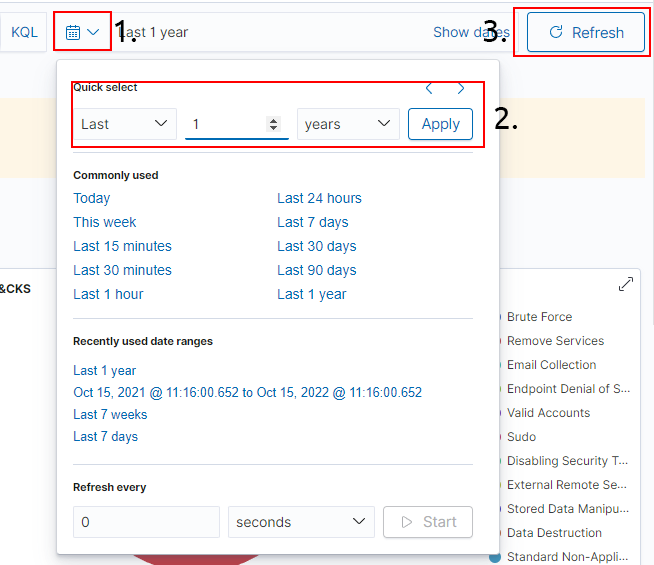 KQL
1.
Last 1 year
Show dates
3.
Refresh
Quick select
Last
1
years
Apply
2.
Commonly used
Today
Last 24 hours
This week
Last 7 days
Last 15 minutes
Last 30 days
Last 30 minutes
Last 90 days
Last 1 hour
Last 1 year
Recently used date ranges
Last 1 year
Oct 15, 2021 @ 11:16:00.652 to Oct 15, 2022 @ 11:16:00.652
Last 7 weeks
Last 7 days
Refresh every
0
seconds
Start
&CKS
Brute Force
Remove Services
Email Collection
Endpoint Denial of S...
Valid Accounts
Sudo
Disabling Security T...
External Remote Se...
Stored Data Manipu...
Data Destruction
Standard Non-Appli...